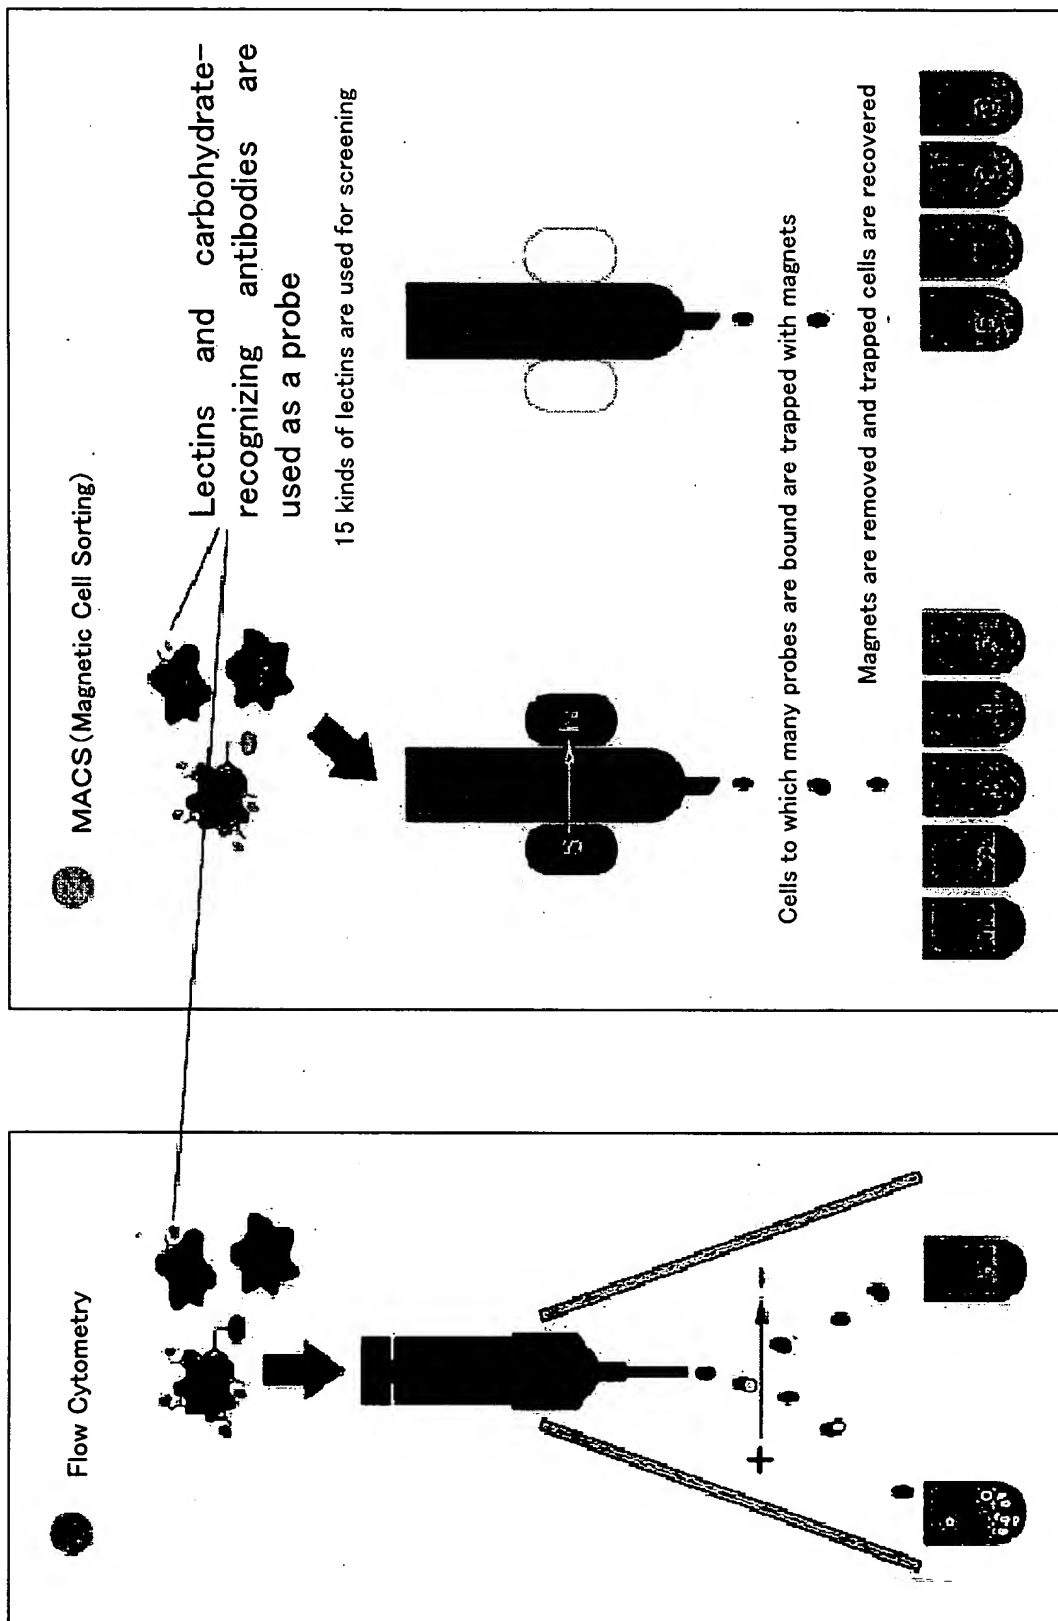 Flow Cytometry
+
−
MACS(Magnetic Cell Sorting)
Lectins and carbohydrate-
recognizing antibodies are
used as a probe
15 kinds of lectins are used for screening
S
N
Cells to which many probes are bound are trapped with magnets
Magnets are removed and trapped cells are recovered